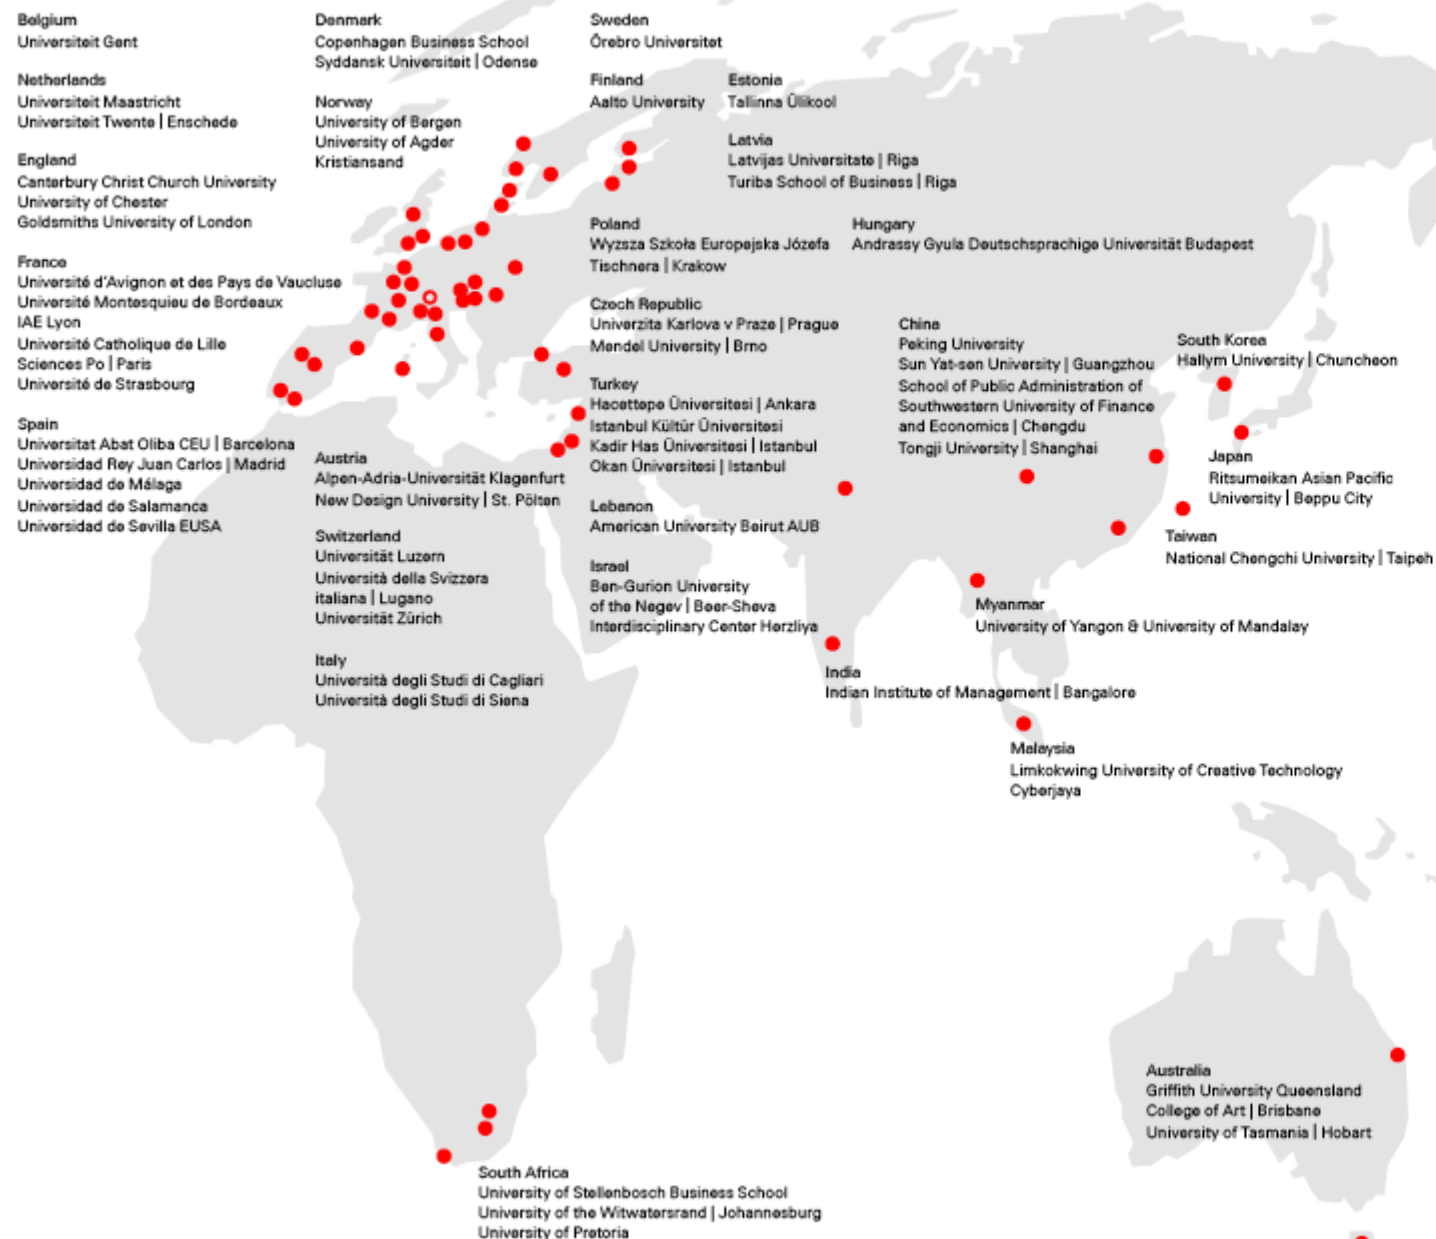 Belgium
Universiteit Gent
Netherlands
Universiteit Maastricht
Universiteit Twente | Enschede
England
Canterbury Christ Church University
University of Chester
Goldsmiths University of London
France
Université d'Avignon et des Pays de Vaucluse
Université Montesquieu de Bordeaux
IAE Lyon
Université Catholique de Lille
Sciences Po | Paris
Université de Strasbourg
Spain
Universitat Abat Oliba CEU | Barcelona
Universidad Rey Juan Carlos | Madrid
Universidad de Málaga
Universidad de Salamanca
Universidad de Sevilla EUSA
Denmark
Copenhagen Business School
Syddansk Universiteit | Odense
Norway
University of Bergen
University of Agder
Kristiansand
Austria
Alpen-Adria-Universität Klagenfurt
New Design University | St. Pölten
Switzerland
Universität Luzern
Università della Svizzera
italiana | Lugano
Universität Zürich
Italy
Università degli Studi di Cagliari
Università degli Studi di Siena
Sweden
Örebro Universitet
Finland
Aalto University
Estonia
Tallinna Ülikool
Latvia
Latvijas Universitate | Riga
Turiba School of Business | Riga
Poland
Wyzsza Szkoła Europejska Józefa
Tischnera | Krakow
Hungary
Andrassy Gyula Deutschsprachige Universität Budapest
Czech Republic
Univerzita Karlova v Praze | Prague
Mendel University | Brno
Turkey
Hacettepe Üniversitesi | Ankara
Istanbul Kültür Üniversitesi
Kadir Has Üniversitesi | Istanbul
Okan Üniversitesi | Istanbul
Lebanon
American University Beirut AUB
Israel
Ben-Gurion University
of the Negev | Beer-Sheva
Interdisciplinary Center Herzliya
China
Peking University
Sun Yat-sen University | Guangzhou
School of Public Administration of
Southwestern University of Finance
and Economics | Chengdu
Tongji University | Shanghai
South Korea
Hallym University | Chuncheon
Japan
Ritsumeikan Asian Pacific
University | Beppu City
Taiwan
National Chengchi University | Taipeh
Myanmar
University of Yangon & University of Mandalay
India
Indian Institute of Management | Bangalore
Malaysia
Limkokwing University of Creative Technology
Cyberjaya
Australia
Griffith University Queensland
College of Art | Brisbane
University of Tasmania | Hobart
South Africa
University of Stellenbosch Business School
University of the Witwatersrand | Johannesburg
University of Pretoria